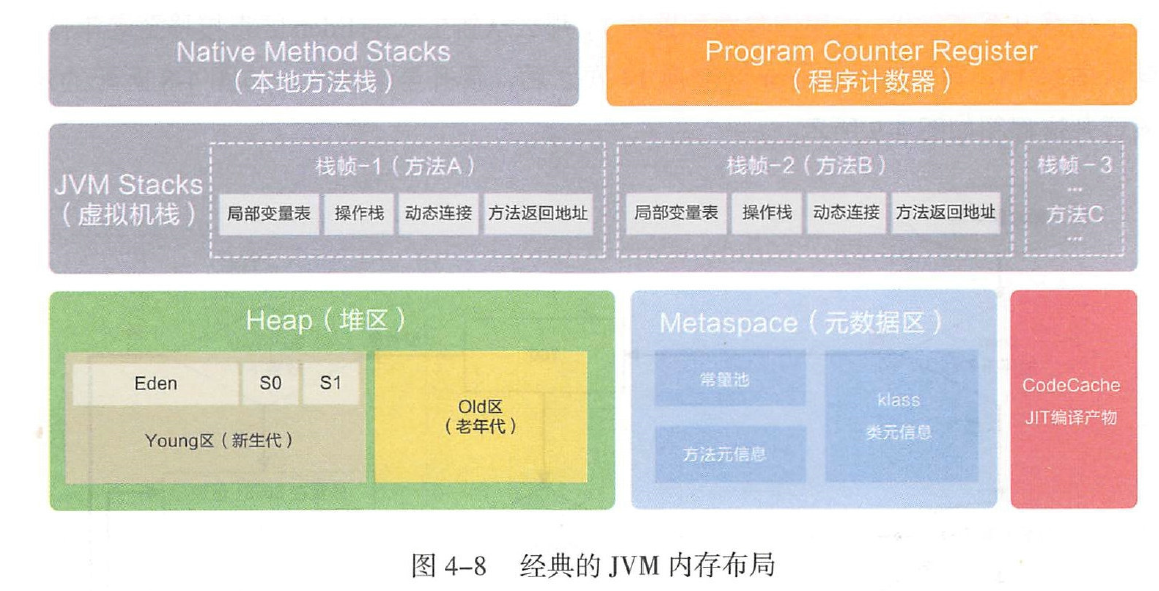 Native Method Stacks
（本地方法栈）
Program Counter Register
（程序计数器）
JVM Stacks
（虚拟机栈）
栈帧-1（方法A）
局部变量表
操作栈
动态连接
方法返回地址
栈帧-2（方法B）
局部变量表
操作栈
动态连接
方法返回地址
栈帧-3
...
方法C
...
Heap（堆区）
Eden
S0
S1
Young区（新生代）
Old区
（老年代）
Metaspace（元数据区）
常量池
方法元信息
klass
类元信息
CodeCache
JIT编译产物
图 4-8 经典的 JVM 内存布局